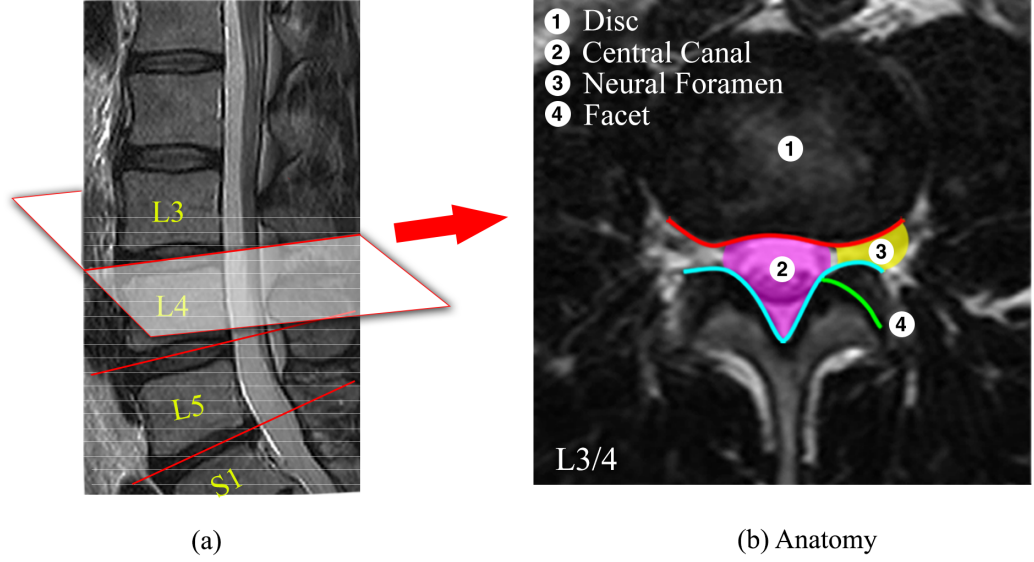 L3
L4
L5
S1
(a)
1 Disc
2 Central Canal
3 Neural Foramen
4 Facet
1
2
3
4
L3/4
(b) Anatomy